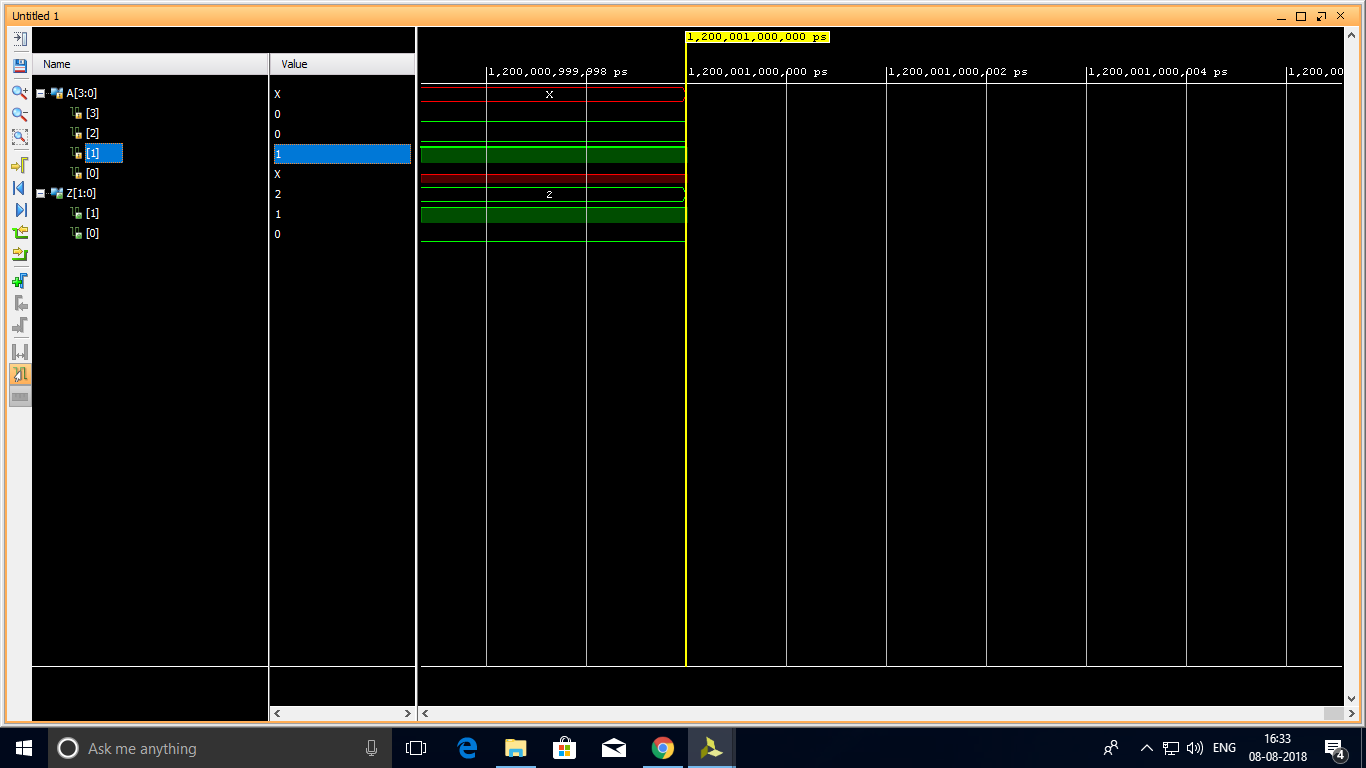 Untitled 1
1,200,001,000,000 ps
Name Value
1,200,000,999,998 ps 1,200,001,000,000 ps 1,200,001,000,002 ps 1,200,001,000,004 ps 1,200,00
A[3:0] X X
[3] 0
[2] 0
[1] 1
[0] X
Z[1:0] 2 2
[1] 1
[0] 0
Ask me anything
ENG
16:33
08-08-2018
4